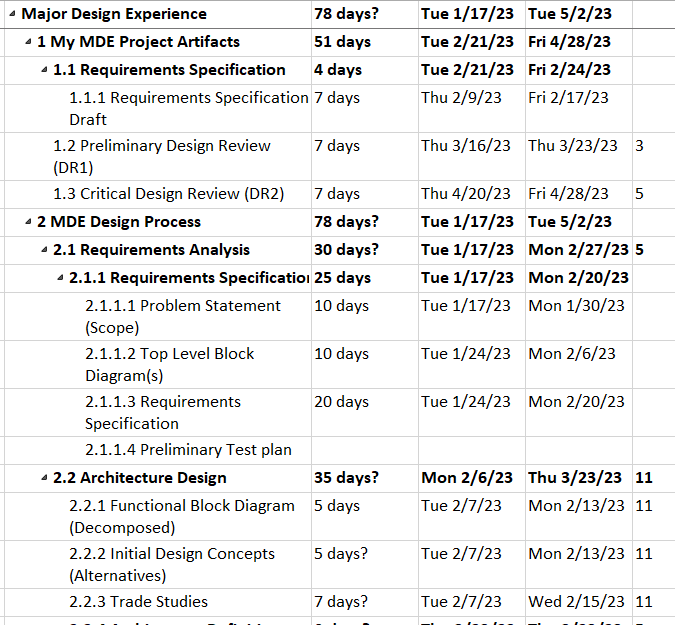 Major Design Experience 78 days? Tue 1/17/23 Tue 5/2/23
1 My MDE Project Artifacts 51 days Tue 2/21/23 Fri 4/28/23
1.1 Requirements Specification 4 days Tue 2/21/23 Fri 2/24/23
1.1.1 Requirements Specification 7 days Thu 2/9/23 Fri 2/17/23
Draft
1.2 Preliminary Design Review 7 days Thu 3/16/23 Thu 3/23/23 3
(DR1)
1.3 Critical Design Review (DR2) 7 days Thu 4/20/23 Fri 4/28/23 5
2 MDE Design Process 78 days? Tue 1/17/23 Tue 5/2/23
2.1 Requirements Analysis 30 days? Tue 1/17/23 Mon 2/27/23 5
2.1.1 Requirements Specificatio 25 days Tue 1/17/23 Mon 2/20/23
2.1.1.1 Problem Statement 10 days Tue 1/17/23 Mon 1/30/23
(Scope)
2.1.1.2 Top Level Block 10 days Tue 1/24/23 Mon 2/6/23
Diagram(s)
2.1.1.3 Requirements 20 days Tue 1/24/23 Mon 2/20/23
Specification
2.1.1.4 Preliminary Test plan
2.2 Architecture Design 35 days? Mon 2/6/23 Thu 3/23/23 11
2.2.1 Functional Block Diagram 5 days Tue 2/7/23 Mon 2/13/23 11
(Decomposed)
2.2.2 Initial Design Concepts 5 days? Tue 2/7/23 Mon 2/13/23 11
(Alternatives)
2.2.3 Trade Studies 7 days? Tue 2/7/23 Wed 2/15/23 11